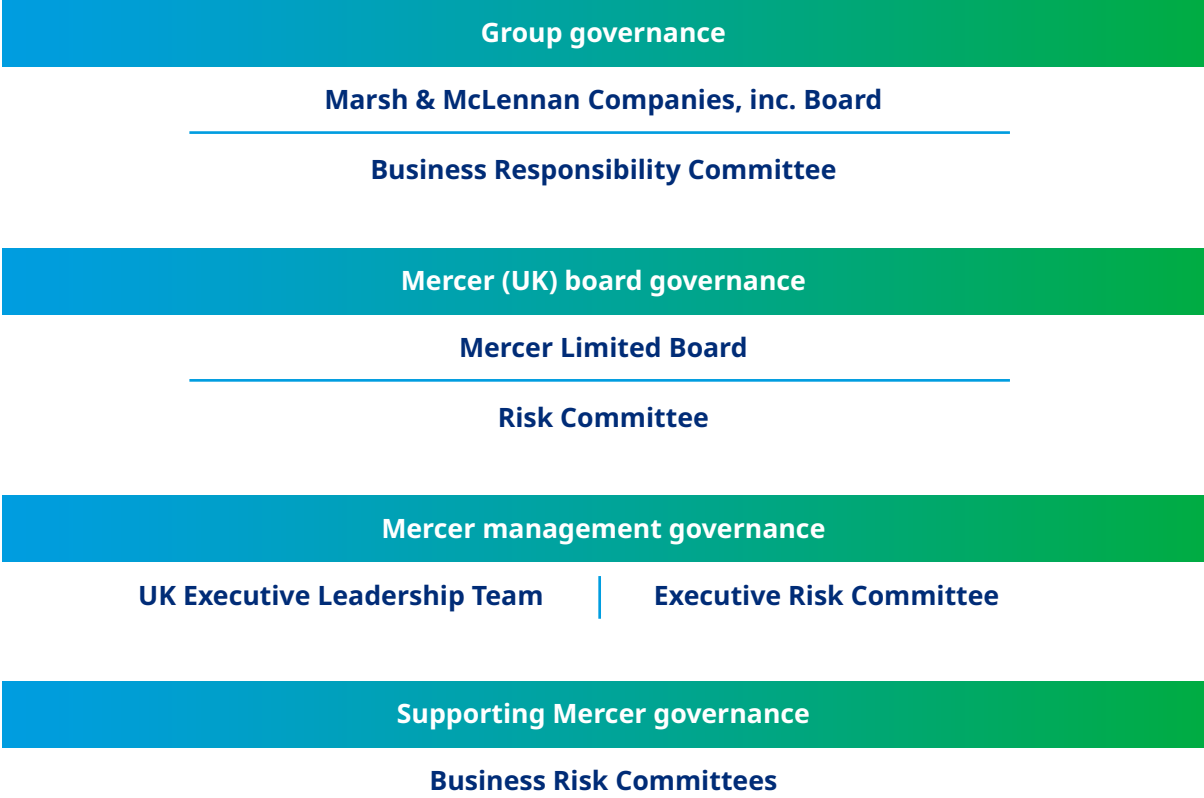 Group governance
Marsh & McLennan Companies, inc. Board
Business Responsibility Committee
Mercer (UK) board governance
Mercer Limited Board
Risk Committee
Mercer management governance
UK Executive Leadership Team
Executive Risk Committee
Supporting Mercer governance
Business Risk Committees